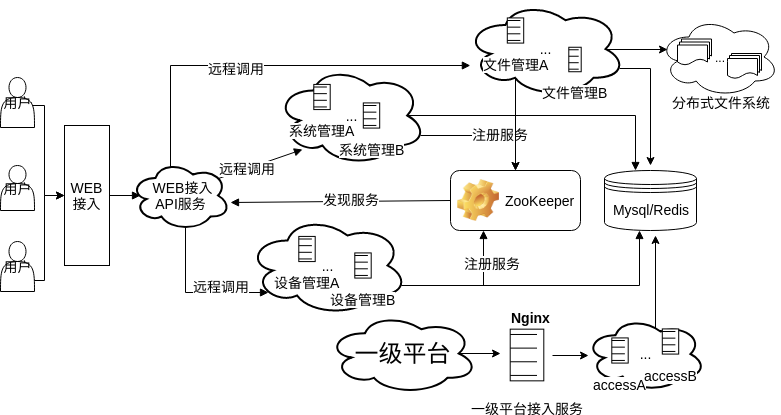 文件管理A
...
文件管理B
...
分布式文件系统
远程调用
系统管理A
...
系统管理B
注册服务
用户
用户
用户
WEB
接入
WEB接入
API服务
远程调用
发现服务
ZooKeeper
Mysql/Redis
远程调用
设备管理A
...
设备管理B
注册服务
一级平台
Nginx
一级平台接入服务
accessA
...
accessB